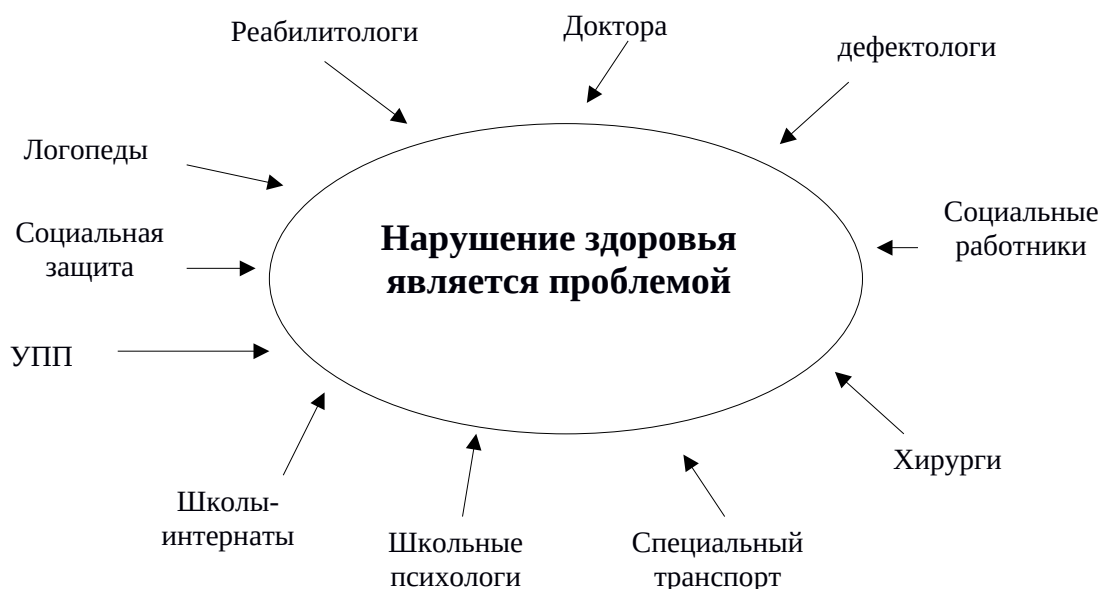 Реабилитологи
Доктора
дефектологи
Логопеды
Социальная
защита
Нарушение здоровья
является проблемой
Социальные
работники
УПП
Хирурги
Школы-
интернаты
Школьные
психологи
Специальный
транспорт